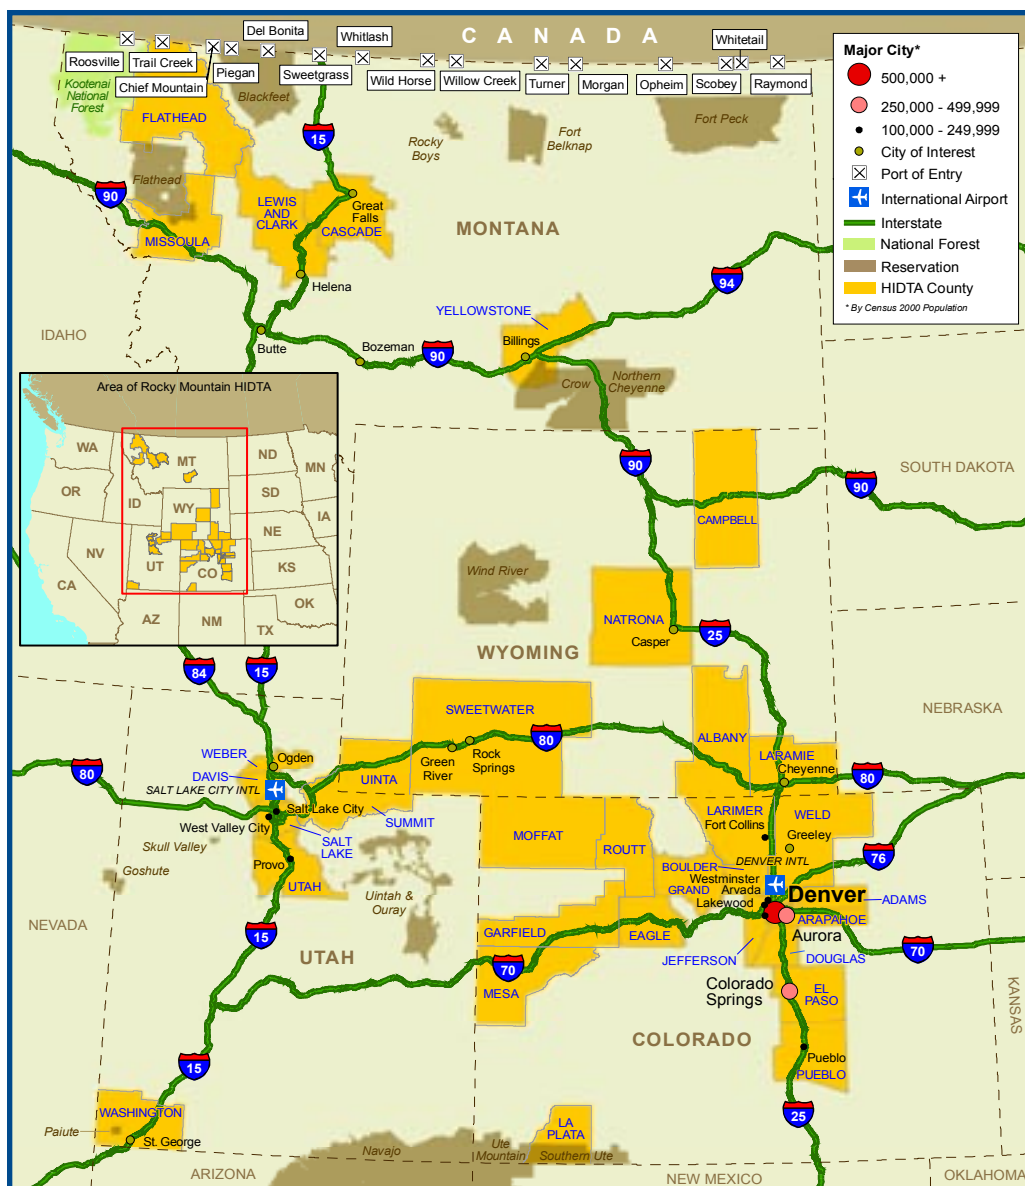 CANADA
Roosville
Trail Creek
Chief Mountain
Piegan
Del Bonita
Sweetgrass
Whitlash
Wild Horse
Willow Creek
Turner
Morgan
Opheim
Scobey
Whitetail
Raymond
Major City*
500,000 +
250,000 - 499,999
100,000 - 249,999
City of Interest
Port of Entry
International Airport
Interstate
National Forest
Reservation
HIDTA County
* By Census 2000 Population
Kootenai
National
Forest
FLATHEAD
Blackfeet
15
Rocky
Boys
Fort
Belknap
Fort Peck
Flathead
90
LEWIS
AND
CLARK
Great
Falls
CASCADE
MISSOULA
MONTANA
Helena
94
YELLOWSTONE
IDAHO
Butte
Bozeman
90
Billings
Crow
Northern
Cheyenne
Area of Rocky Mountain HIDTA
WA
MT
ND
MN
OR
ID
WY
SD
IA
NE
NV
UT
CO
KS
CA
AZ
NM
OK
TX
90
SOUTH DAKOTA
90
CAMPBELL
Wind River
NATRONA
Casper
25
WYOMING
84
15
SWEETWATER
ALBANY
NEBRASKA
80
WEBER
Ogden
DAVIS
SALT LAKE CITY INTL
80
UINTA
Green
River
Rock
Springs
LARAMIE
Cheyenne
80
Salt Lake City
West Valley City
SUMMIT
SALT
LAKE
Skull Valley
Provo
Goshute
UTAH
Uintah &
Ouray
MOFFAT
ROUTT
LARIMER
Fort Collins
WELD
Greeley
76
BOULDER
DENVER INTL
Westminster
GRAND
Arvada
Lakewood
Denver
ADAMS
ARAPAHOE
Aurora
NEVADA
15
UTAH
GARFIELD
EAGLE
JEFFERSON
DOUGLAS
70
70
MESA
Colorado
Springs
EL
PASO
KANSAS
COLORADO
15
Pueblo
PUEBLO
25
WASHINGTON
Paiute
St. George
LA
PLATA
Navajo
Ute
Mountain
Southern Ute
ARIZONA
NEW MEXICO
OKLAHOMA